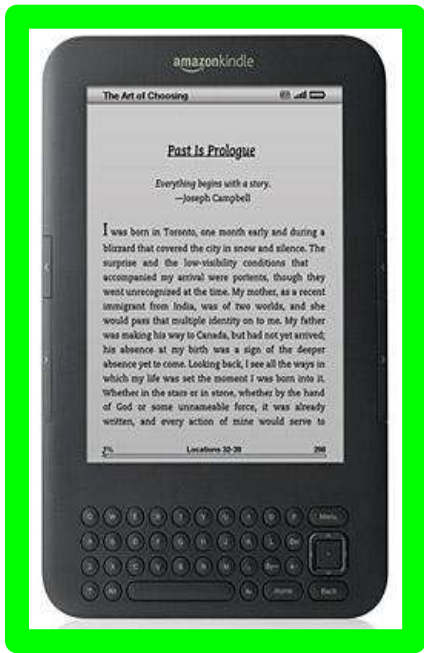 amazonkindle
The Art of Choosing
Past Is Prologue
Everything begins with a story.
—Joseph Campbell
I was born in Toronto, one month early and during a
blizzard that covered the city in snow and silence. The
surprise and the low-visibility conditions that
accompanied my arrival were portents, though they
went unrecognized at the time. My mother, as a recent
immigrant from India, was of two worlds, and she
would pass that multiple identity on to me. My father
was making his way to Canada, but had not yet arrived;
his absence at my birth was a sign of the deeper
absence yet to come. Looking back, I see all the ways in
which my life was set the moment I was born into it.
Whether in the stars or in stone, whether by the hand
of God or some unnameable force, it was already
written, and every action of mine would serve to
Locations 32-39
Menu
Home Back